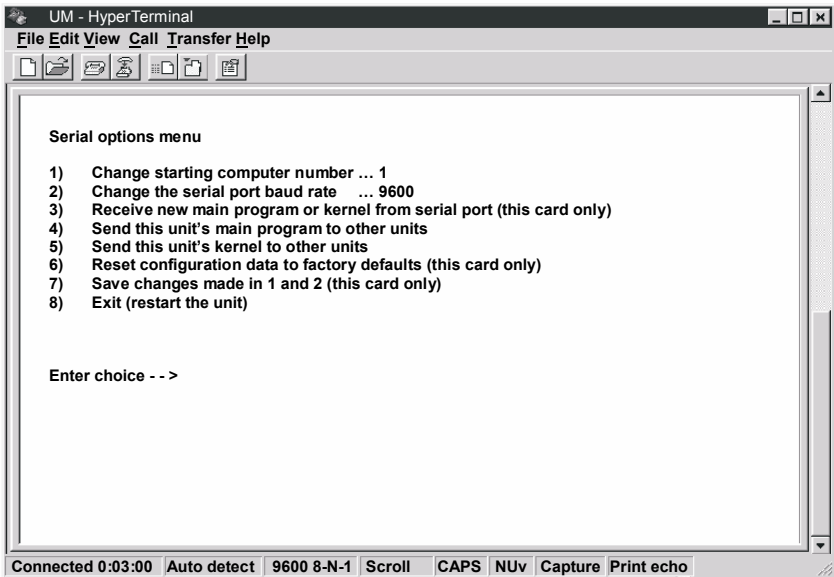 UM - HyperTerminal
File Edit View Call Transfer Help
Serial options menu
1) Change starting computer number … 1
2) Change the serial port baud rate … 9600
3) Receive new main program or kernel from serial port (this card only)
4) Send this unit's main program to other units
5) Send this unit's kernel to other units
6) Reset configuration data to factory defaults (this card only)
7) Save changes made in 1 and 2 (this card only)
8) Exit (restart the unit)
Enter choice - - >
Connected 0:03:00 Auto detect 9600 8-N-1 Scroll CAPS NUv Capture Print echo